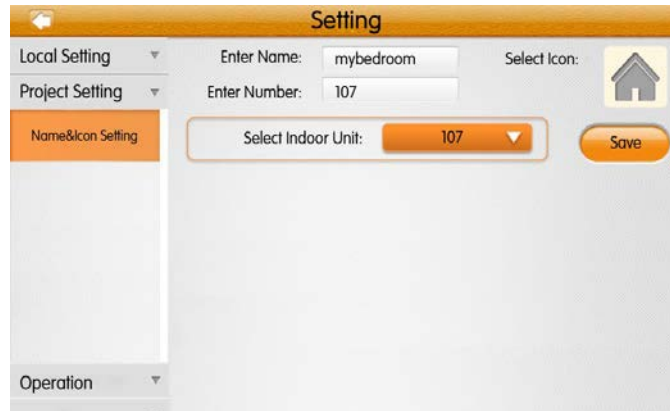 Setting
Local Setting
Project Setting
Name&Icon Setting
Operation
Enter Name: mybedroom
Select Icon:
Enter Number: 107
Select Indoor Unit: 107
Save